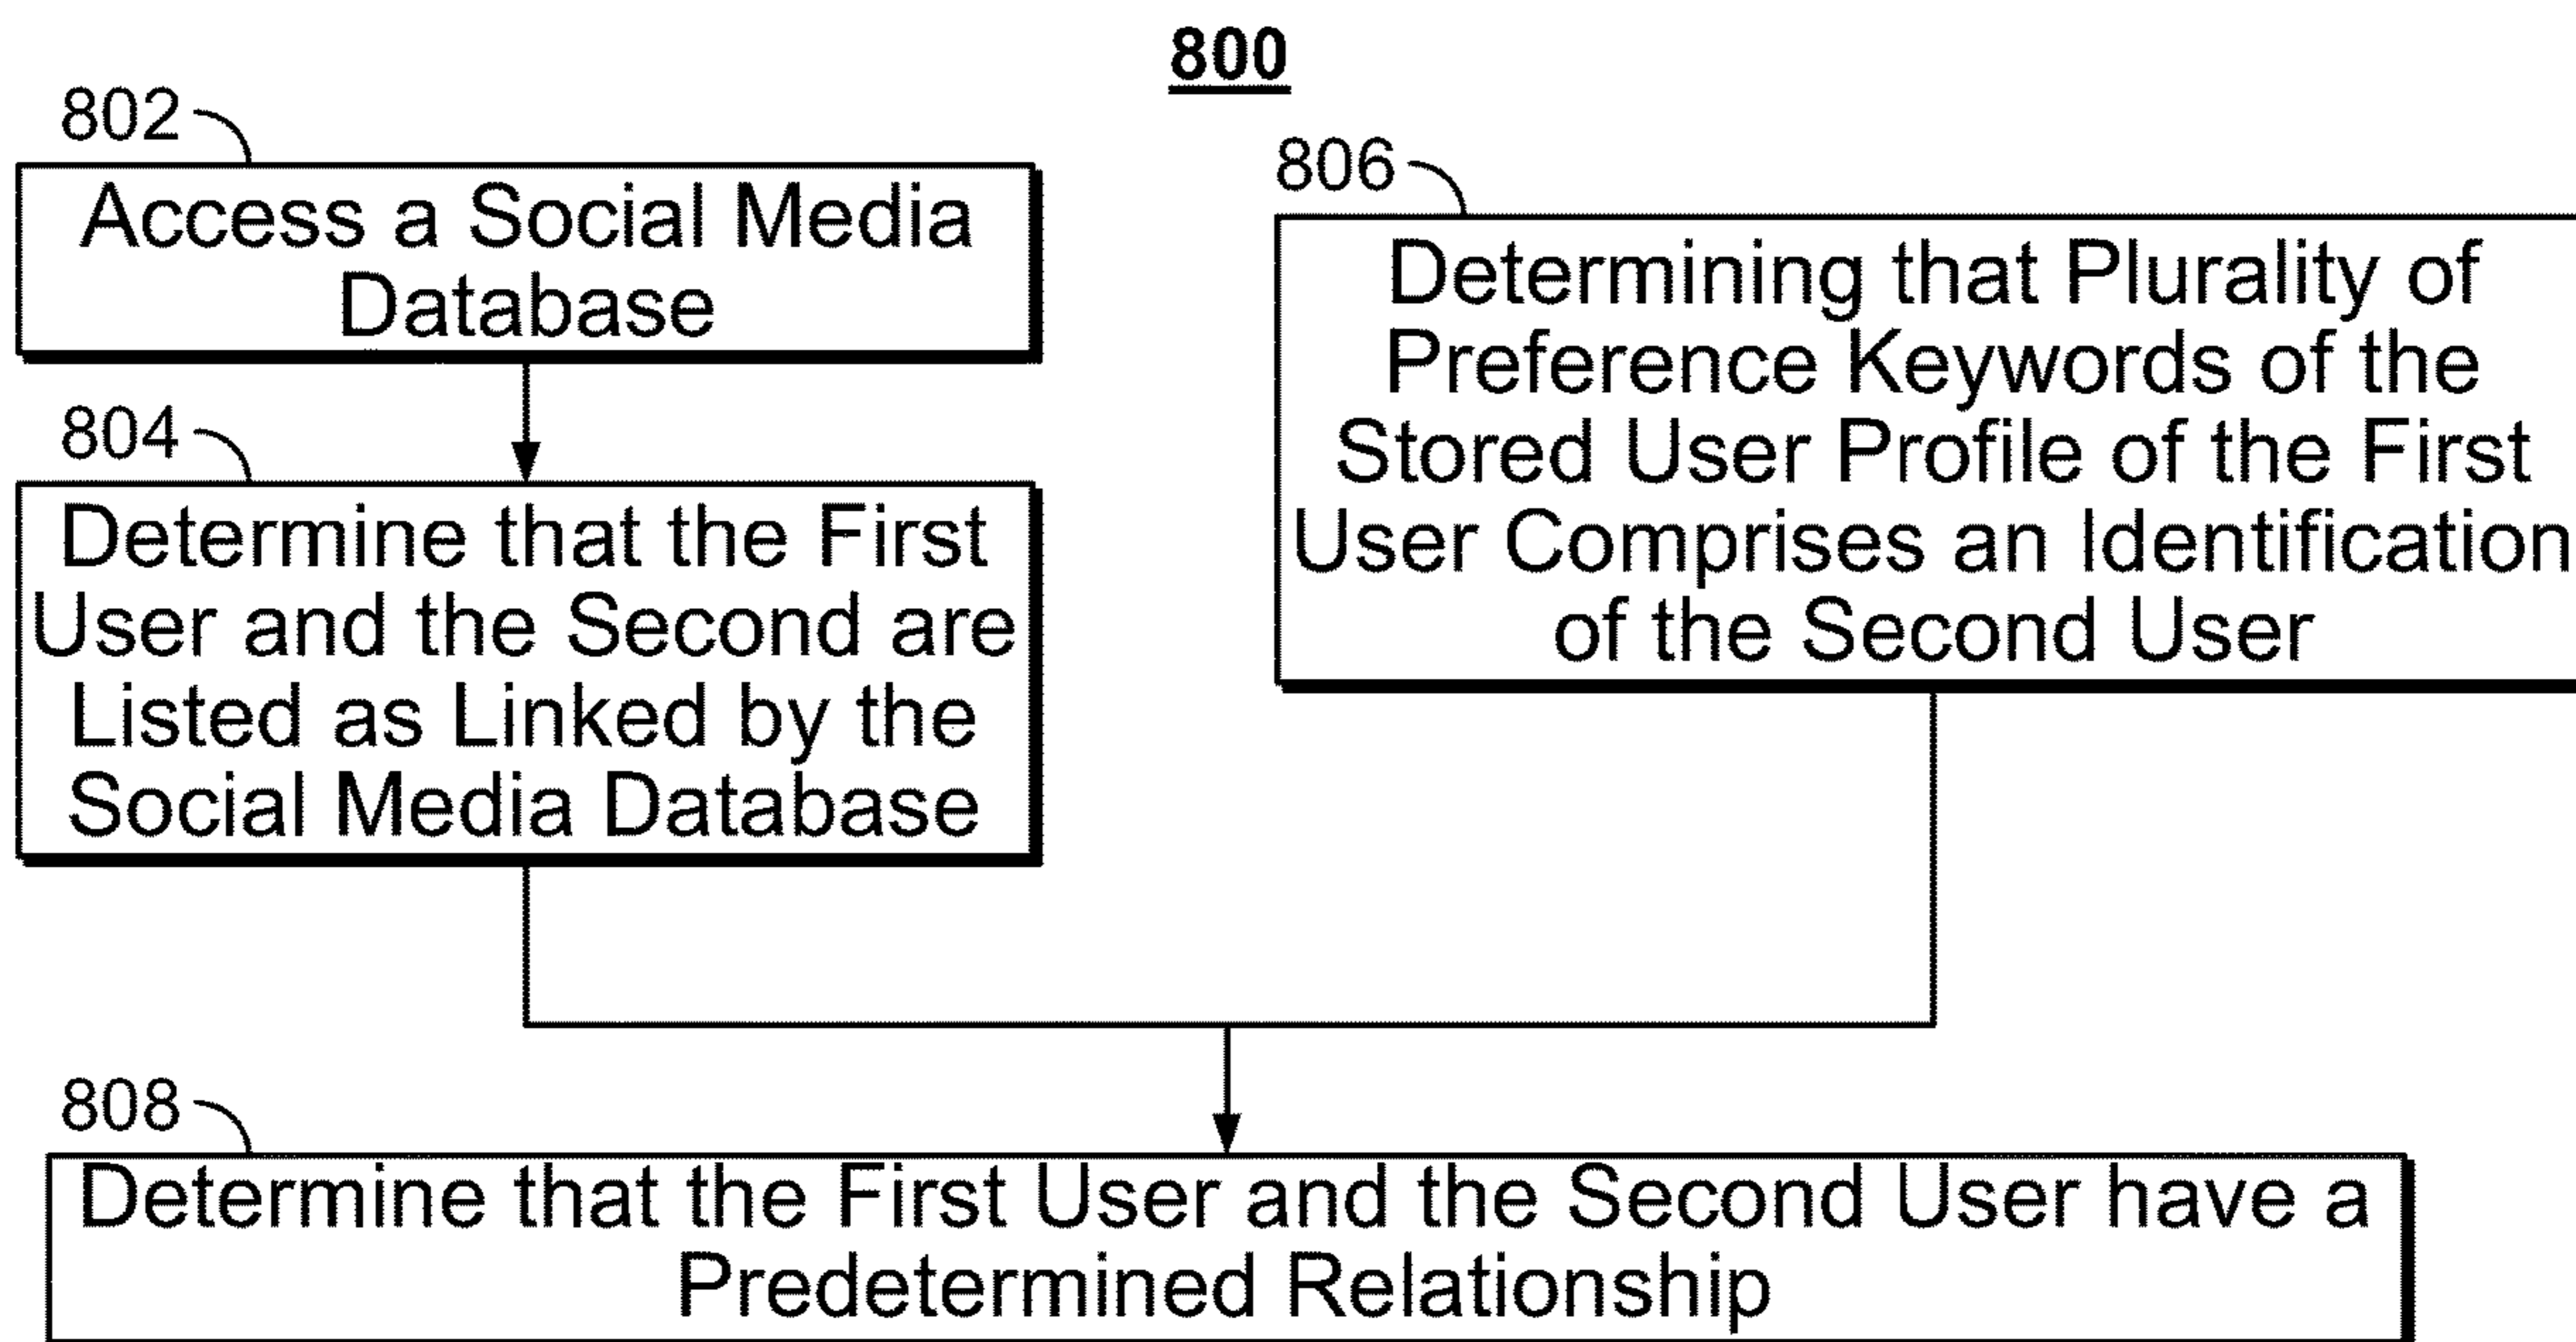 800
802
Access a Social Media
Database
804
Determine that the First
User and the Second are
Listed as Linked by the
Social Media Database
806
Determining that Plurality of
Preference Keywords of the
Stored User Profile of the First
User Comprises an Identification
of the Second User
808
Determine that the First User and the Second User have a
Predetermined Relationship